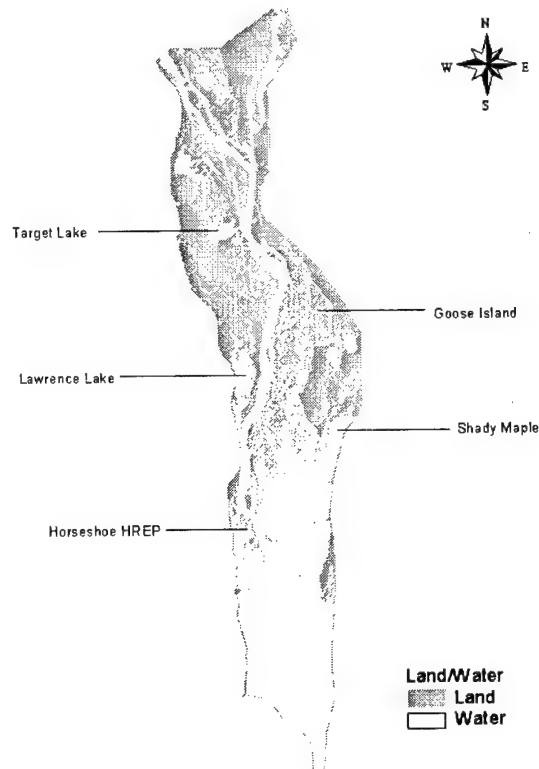 N
W E
S
Target Lake
Goose Island
Lawrence Lake
Shady Maple
Horseshoe HREP
Land/Water
Land
Water